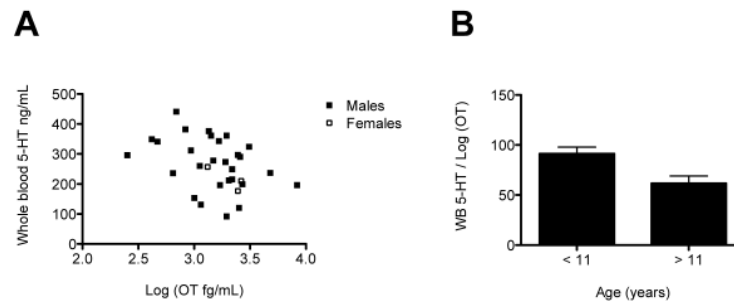 A
Whole blood 5-HT ng/mL
500
400
300
200
100
0
2.0 2.5 3.0 3.5 4.0
Log (OT fg/mL)
Males
Females
B
WB 5-HT / Log (OT)
150
100
50
0
< 11 > 11
Age (years)